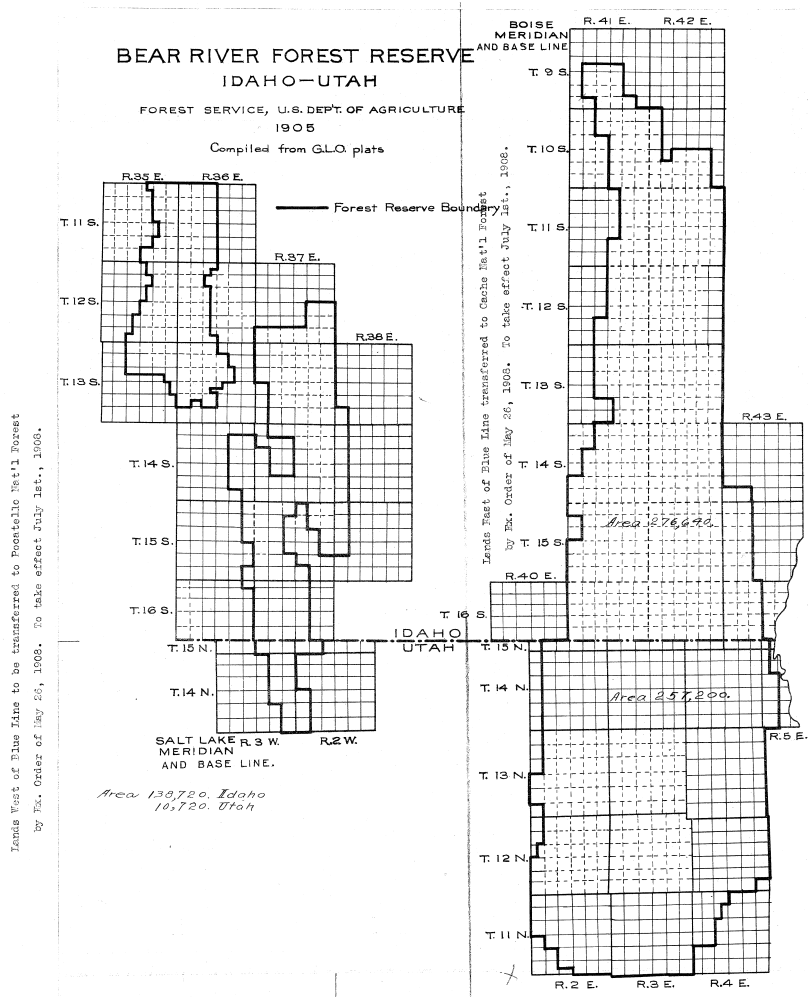 BEAR RIVER FOREST RESERVE
IDAHO—UTAH
FOREST SERVICE, U.S. DEP'T. OF AGRICULTURE
1905
Compiled from G.L.O. plats
Forest Reserve Boundary
R.35 E. R.36 E.
T. 11 S.
R.37 E.
T. 12 S.
R.38 E.
T. 13 S.
T. 14 S.
T. 15 S.
T. 16 S.
IDAHO
UTAH
T. 15 N.
T. 14 N.
SALT LAKE
MERIDIAN
AND BASE LINE.
R.3 W. R.2 W.
Area 138,720. Idaho
10,720. Utah
Lands West of Blue Line to be transferred to Pocatello Nat'l Forest
by Ex. Order of May 26, 1908. To take effect July 1st., 1908.
Lands East of Blue Line transferred to Cache Nat'l Forest
by Ex. Order of May 26, 1908. To take effect July 1st., 1908.
BOISE
MERIDIAN
AND BASE LINE
R. 41 E. R.42 E.
T. 9 S.
T. 10 S.
T. 11 S.
T. 12 S.
T. 13 S.
R.43 E.
T. 14 S.
Area 276,640.
T. 15 S.
R.40 E.
T. 16 S.
T. 15 N.
T. 14 N.
Area 257,200.
R.5 E.
T. 13 N.
T. 12 N.
T. 11 N.
R.2 E. R.3 E. R.4 E.